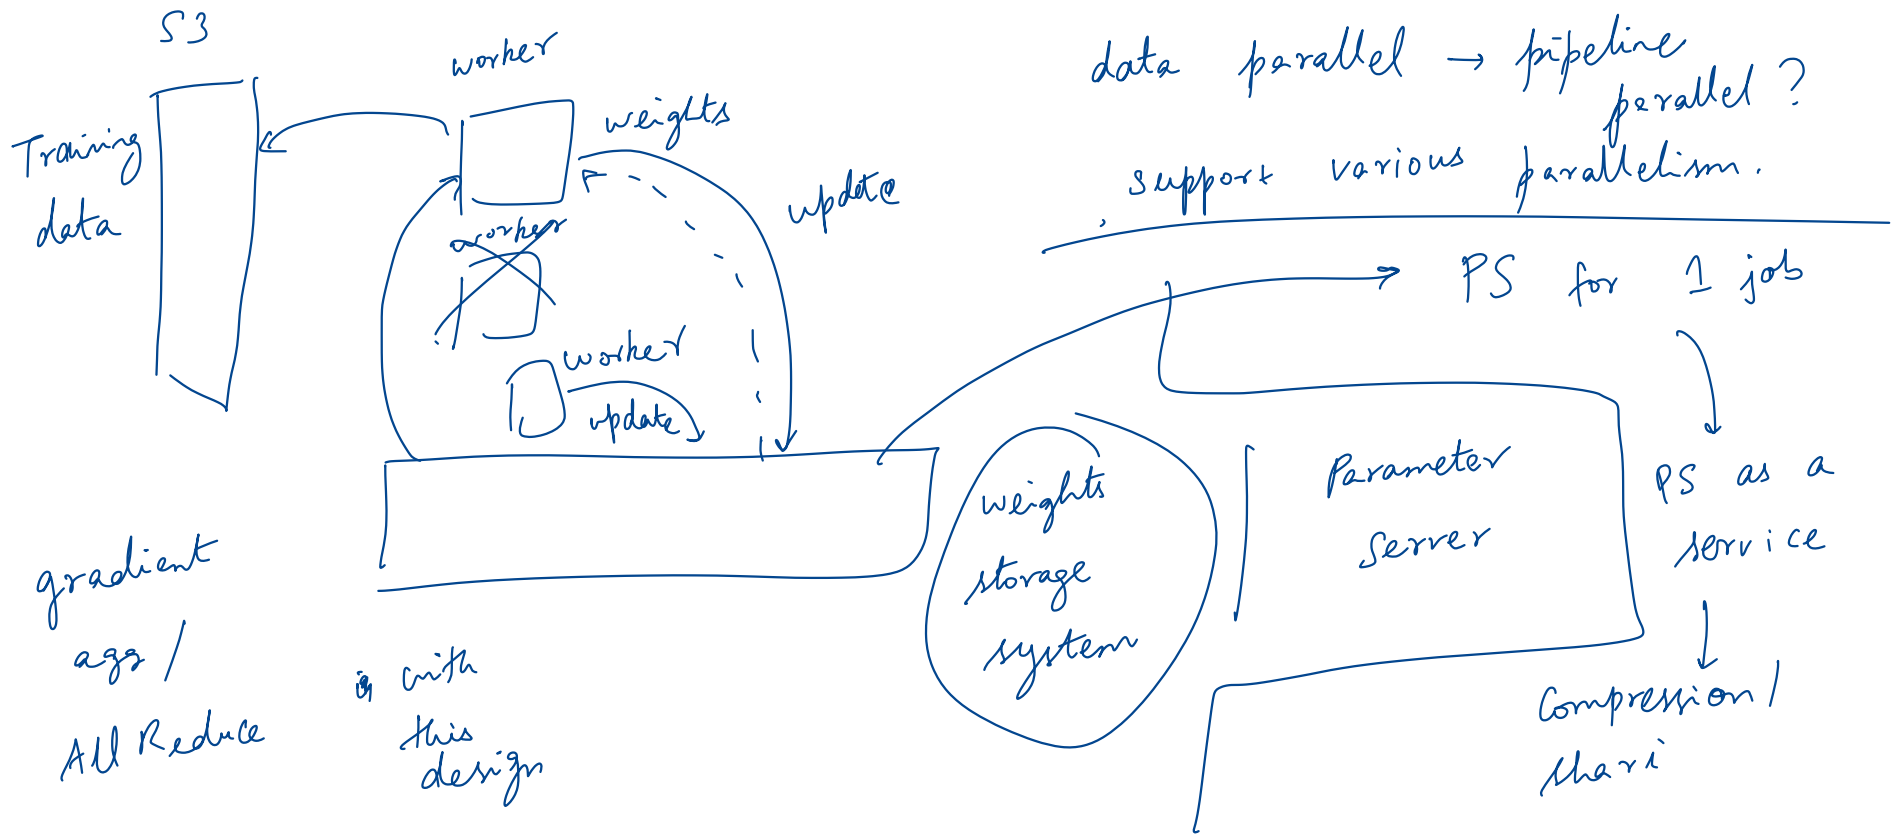 S3
worker
weights
Training
data
update
worker
worker
update
gradient
agg /
All Reduce
with
this
design
data parallel → pipeline
parallel ?
support various parallelism.
PS for 1 job
weights
storage
system
Parameter
Server
PS as a
service
Compression /
shari